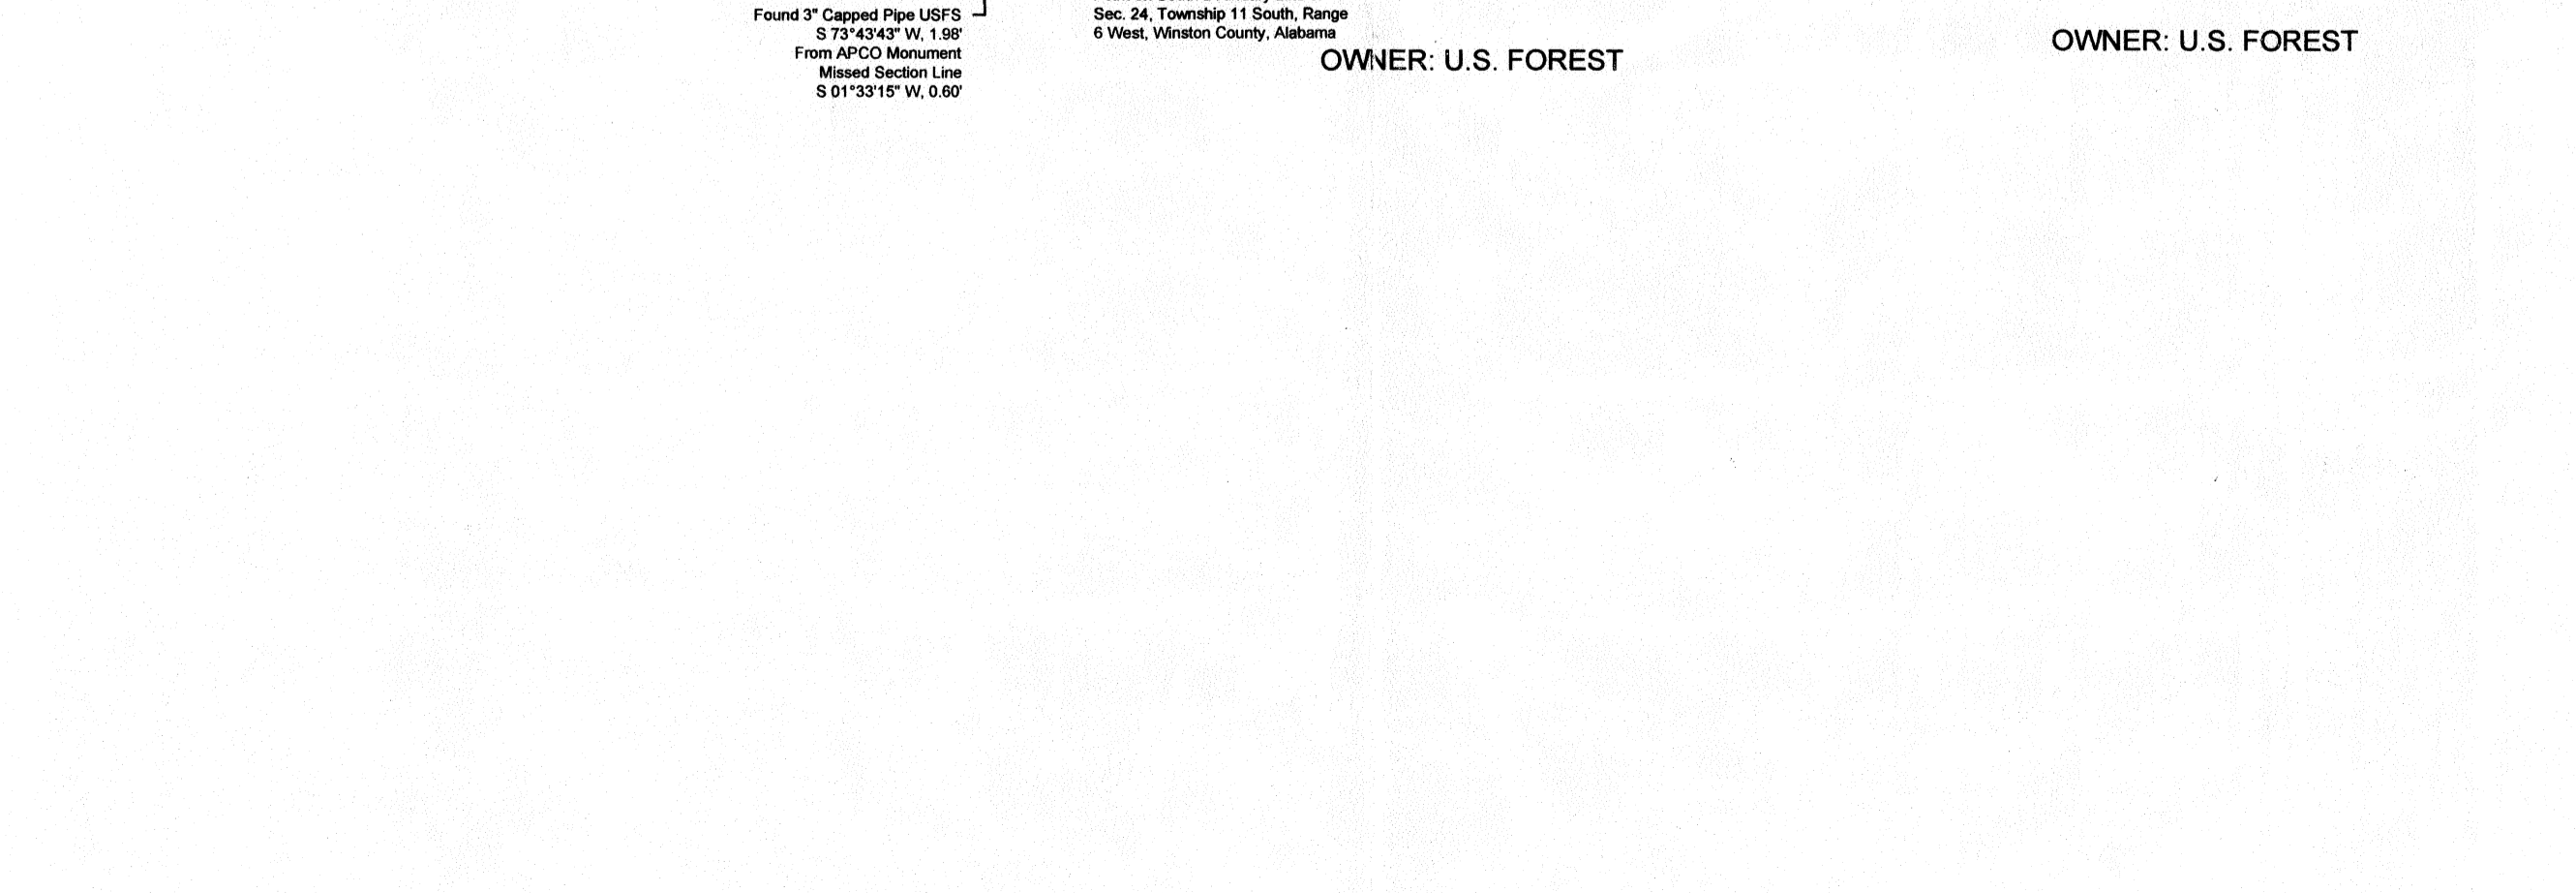 Found 3" Capped Pipe USFS
S 73°43'43" W, 1.98'
From APCO Monument
Missed Section Line
S 01°33'15" W, 0.60'
Sec. 24, Township 11 South, Range
6 West, Winston County, Alabama
OWNER: U.S. FOREST
OWNER: U.S. FOREST